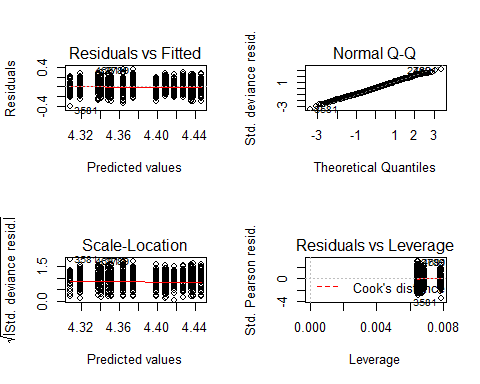 Residuals vs Fitted
Residuals
0.4
-0.4
3581
4.32 4.36 4.40 4.44
Predicted values
Normal Q-Q
Std. deviance resid.
1
-3
3581
-3 -1 1 2 3
Theoretical Quantiles
Scale-Location
√|Std. deviance resid.|
1.5
0.0
3581
4.32 4.36 4.40 4.44
Predicted values
Residuals vs Leverage
Std. Pearson resid.
0
-4
Cook's distance
3581
0.000 0.004 0.008
Leverage